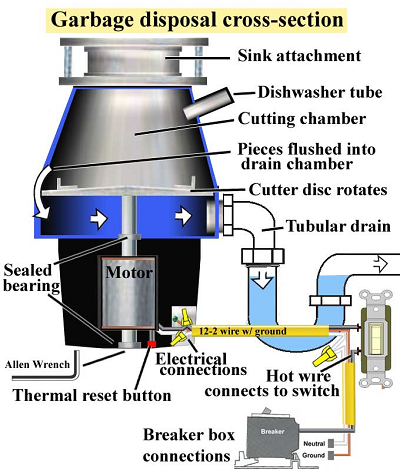 Garbage disposal cross-section
Sink attachment
Dishwasher tube
Cutting chamber
Pieces flushed into
drain chamber
Cutter disc rotates
Tubular drain
Sealed
bearing
Motor
12-2 wire w/ ground
Allen Wrench
Electrical
connections
Thermal reset button
Hot wire
connects to switch
Breaker box
connections
Breaker
Neutral
Ground